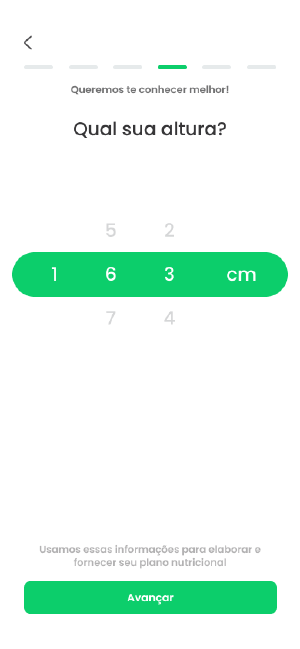 Queremos te conhecer melhor!
Qual sua altura?
5 2
1 6 3 cm
7 4
Usamos essas informações para elaborar e
fornecer seu plano nutricional
Avançar